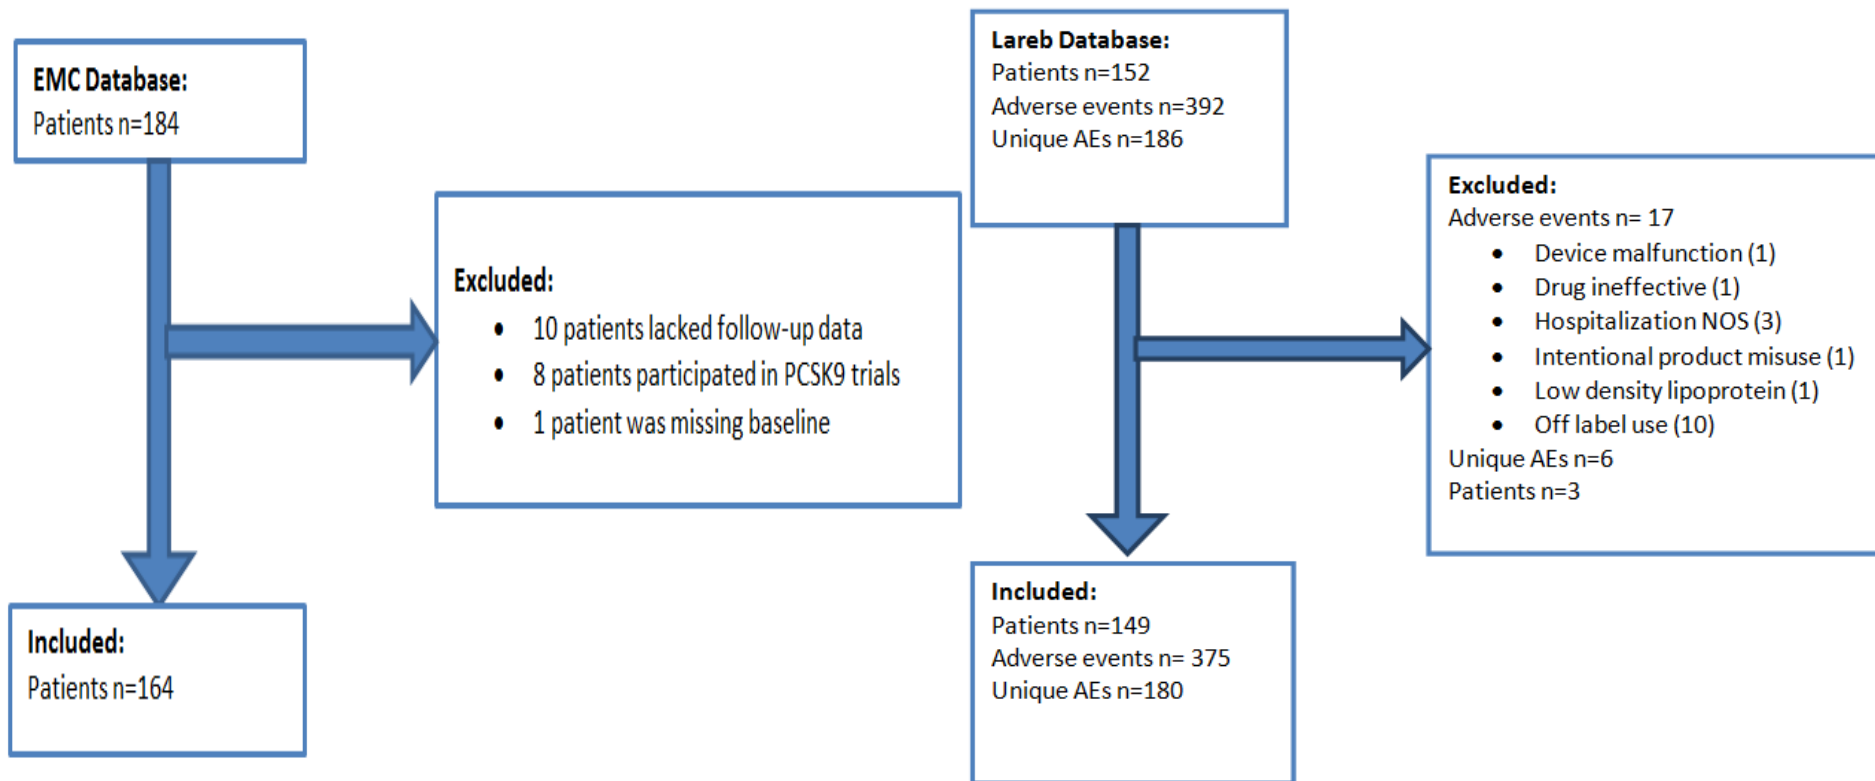 EMC Database:
Patients n=184
Excluded:
• 10 patients lacked follow-up data
• 8 patients participated in PCSK9 trials
• 1 patient was missing baseline
Included:
Patients n=164
Lareb Database:
Patients n=152
Adverse events n=392
Unique AEs n=186
Excluded:
Adverse events n= 17
• Device malfunction (1)
• Drug ineffective (1)
• Hospitalization NOS (3)
• Intentional product misuse (1)
• Low density lipoprotein (1)
• Off label use (10)
Unique AEs n=6
Patients n=3
Included:
Patients n=149
Adverse events n= 375
Unique AEs n=180